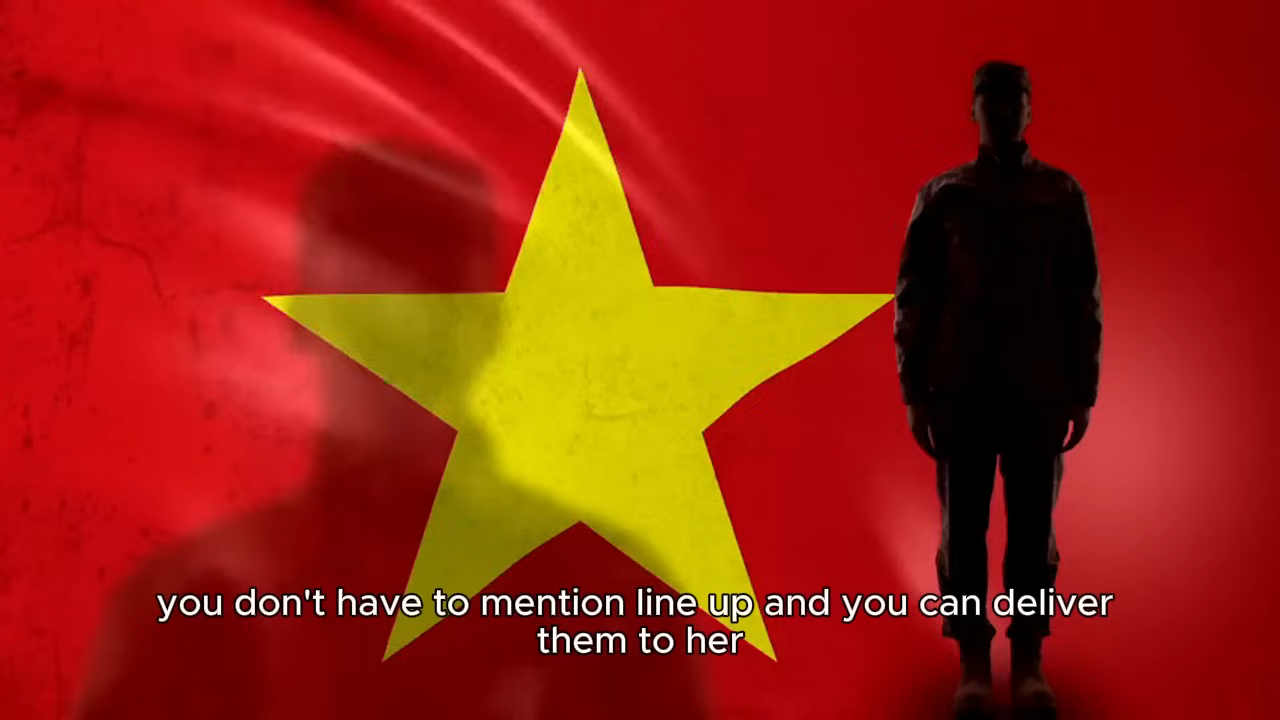 you don't have to mention line up and you can deliver
them to her